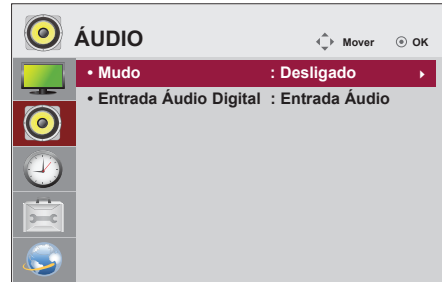 ÁUDIO
Mover OK
• Mudo : Desligado
• Entrada Áudio Digital : Entrada Áudio